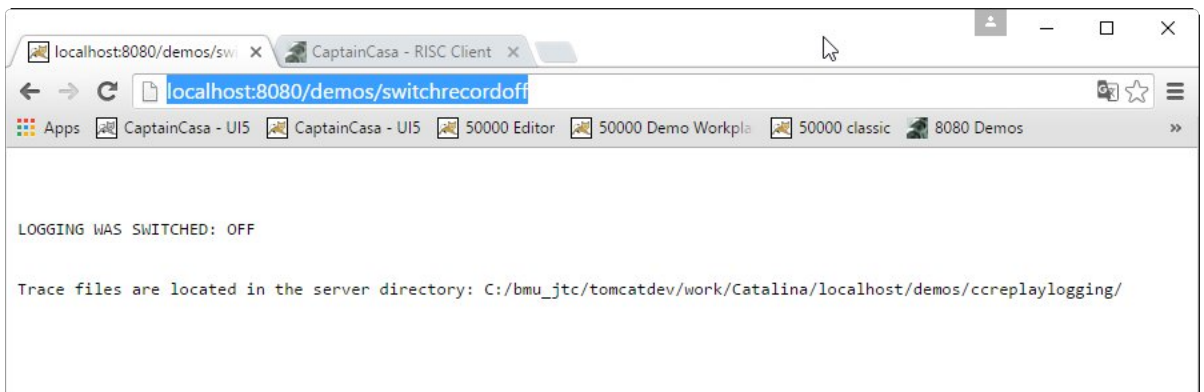 localhost:8080/demos/swi
CaptainCasa - RISC Client
localhost:8080/demos/switchrecordoff
Apps CaptainCasa - UI5 CaptainCasa - UI5 50000 Editor 50000 Demo Workpla 50000 classic 8080 Demos »
LOGGING WAS SWITCHED: OFF
Trace files are located in the server directory: C:/bmu_jtc/tomcatdev/work/Catalina/localhost/demos/ccreplaylogging/